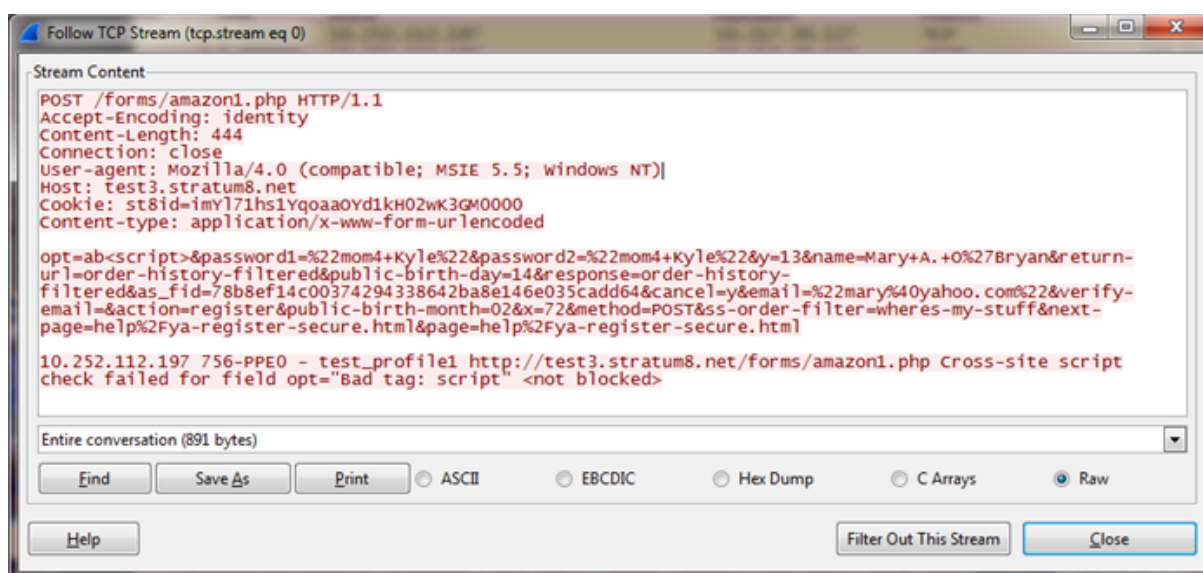 Follow TCP Stream (tcp.stream eq 0)
Stream Content
POST /forms/amazon1.php HTTP/1.1
Accept-Encoding: identity
Content-Length: 444
Connection: close
User-agent: Mozilla/4.0 (compatible; MSIE 5.5; Windows NT)
Host: test3.stratum8.net
Cookie: st8id=imYl71hs1YqoaaOYd1kH02wK3GM0000
Content-type: application/x-www-form-urlencoded
opt=ab<script>&password1=%22mom4+Kyle%22&password2=%22mom4+Kyle%22&y=13&name=Mary+A.+O%27Bryan&return-
url=order-history-filtered&public-birth-day=14&response=order-history-
filtered&as_fid=78b8ef14c00374294338642ba8e146e035cadd64&cancel=y&email=%22mary%40yahoo.com%22&verify-
email=&action=register&public-birth-month=02&x=72&method=POST&ss-order-filter=wheres-my-stuff&next-
page=help%2Fya-register-secure.html&page=help%2Fya-register-secure.html
10.252.112.197 756-PPE0 - test_profile1 http://test3.stratum8.net/forms/amazon1.php Cross-site script
check failed for field opt="Bad tag: script" <not blocked>
Entire conversation (891 bytes)
Find Save As Print ASCII EBCDIC Hex Dump C Arrays Raw
Help Filter Out This Stream Close